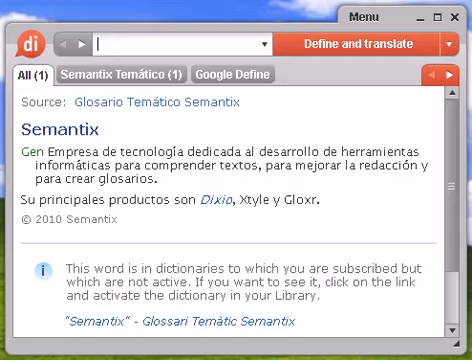 Menu
di
Define and translate
All (1)
Semantix Temático (1)
Google Define
Source: Glosario Temático Semantix
Semantix
Gen Empresa de tecnología dedicada al desarrollo de herramientas
informáticas para comprender textos, para mejorar la redacción y
para crear glosarios.
Su principales productos son Dixio, Xtyle y Gloxr.
© 2010 Semantix
i
This word is in dictionaries to which you are subscribed but
which are not active. If you want to see it, click on the link
and activate the dictionary in your Library.
"Semantix" - Glossari Temàtic Semantix